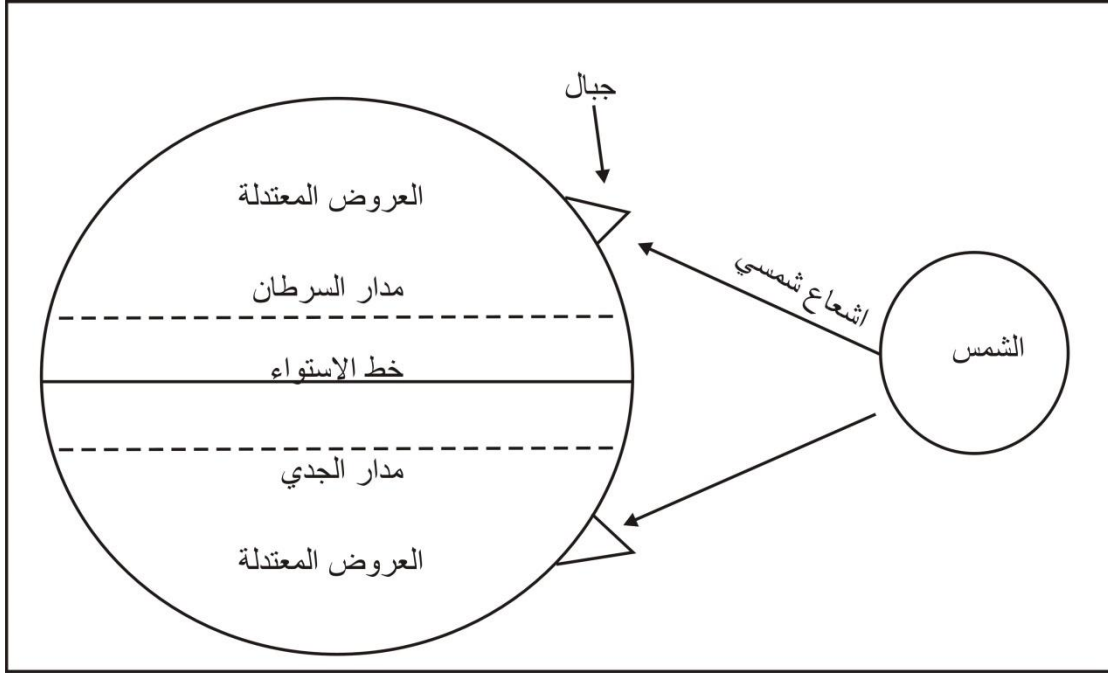 جبال
العروض المعتدلة
مدار السرطان
اشعاع شمسي
الشمس
خط الاستواء
مدار الجدي
العروض المعتدلة